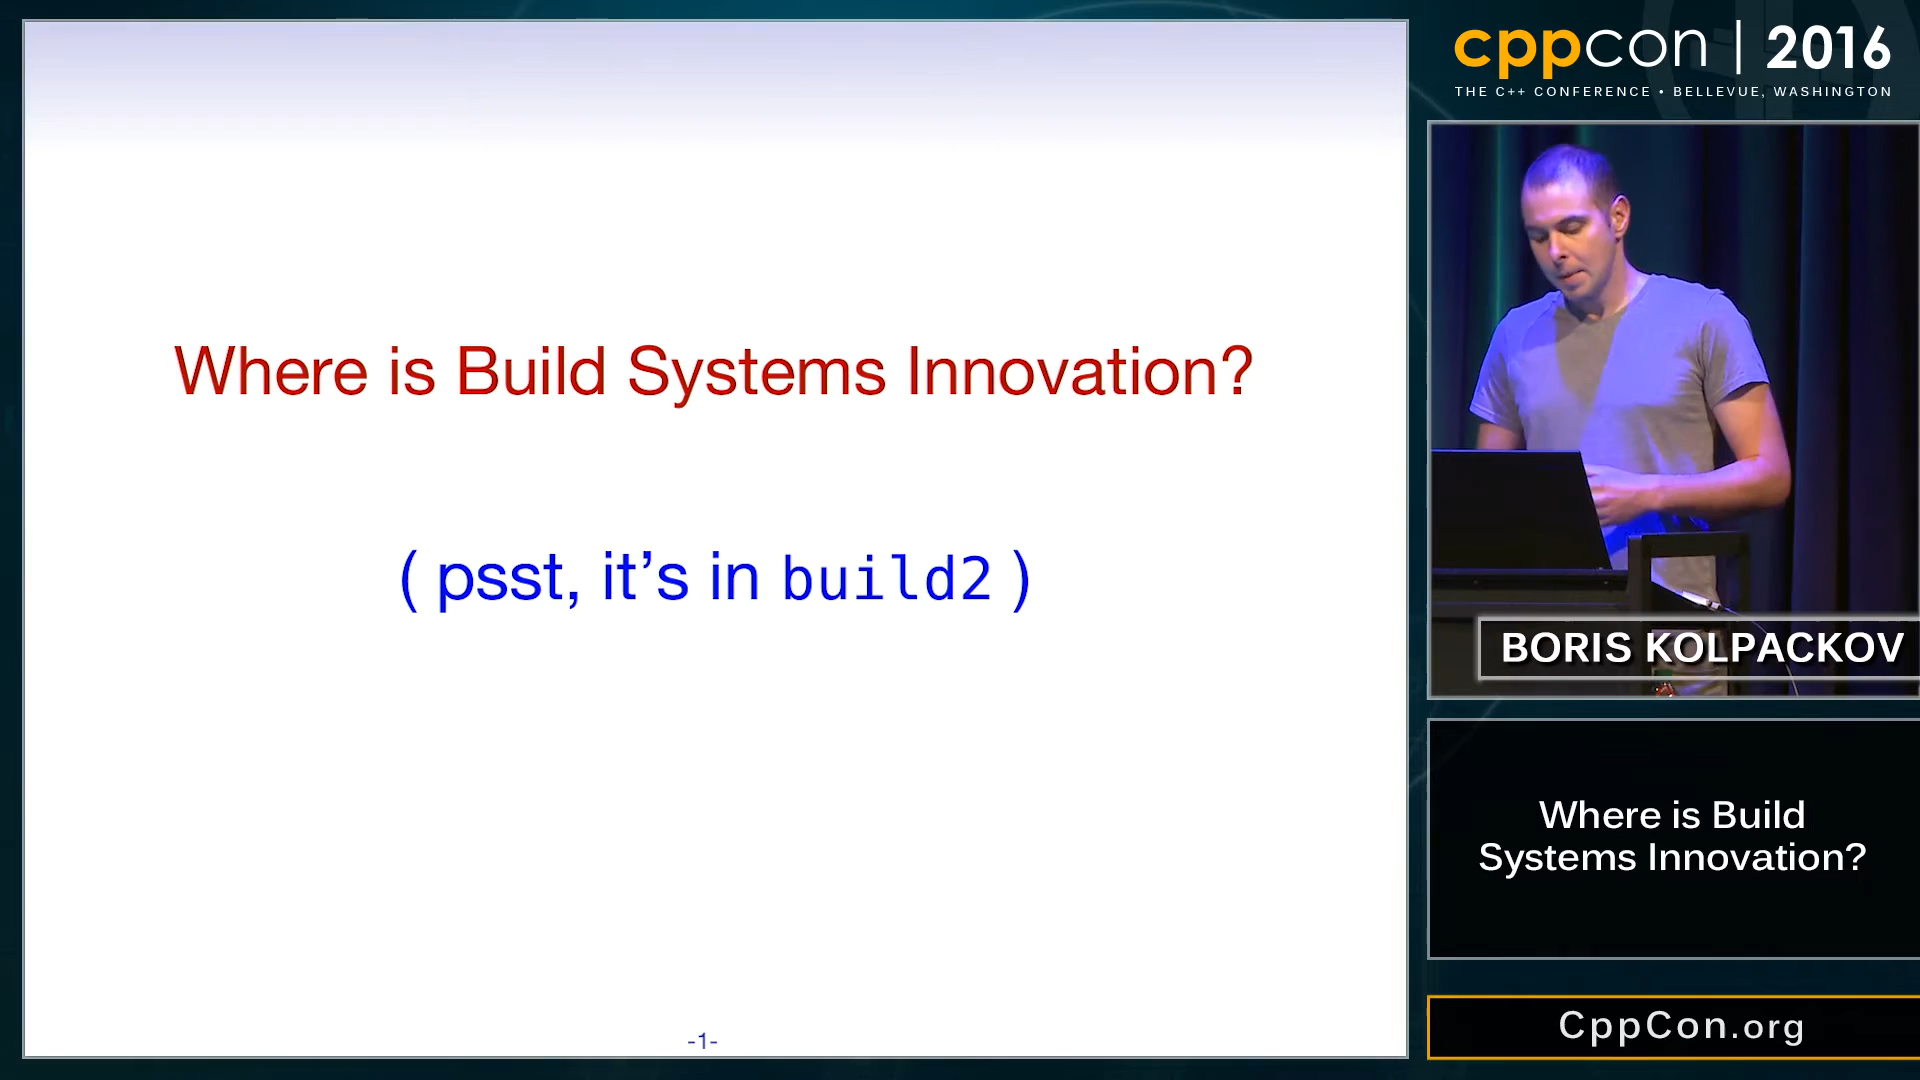 Where is Build Systems Innovation?
( psst, it's in build2 )
-1-
cppcon | 2016
THE C++ CONFERENCE • BELLEVUE, WASHINGTON
BORIS KOLPACKOV
Where is Build
Systems Innovation?
CppCon.org